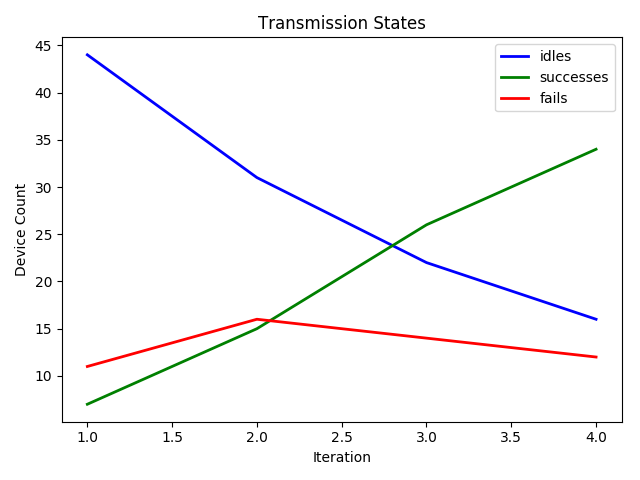 Transmission States
idles
successes
fails
Device Count
45
40
35
30
25
20
15
10
1.0 1.5 2.0 2.5 3.0 3.5 4.0
Iteration